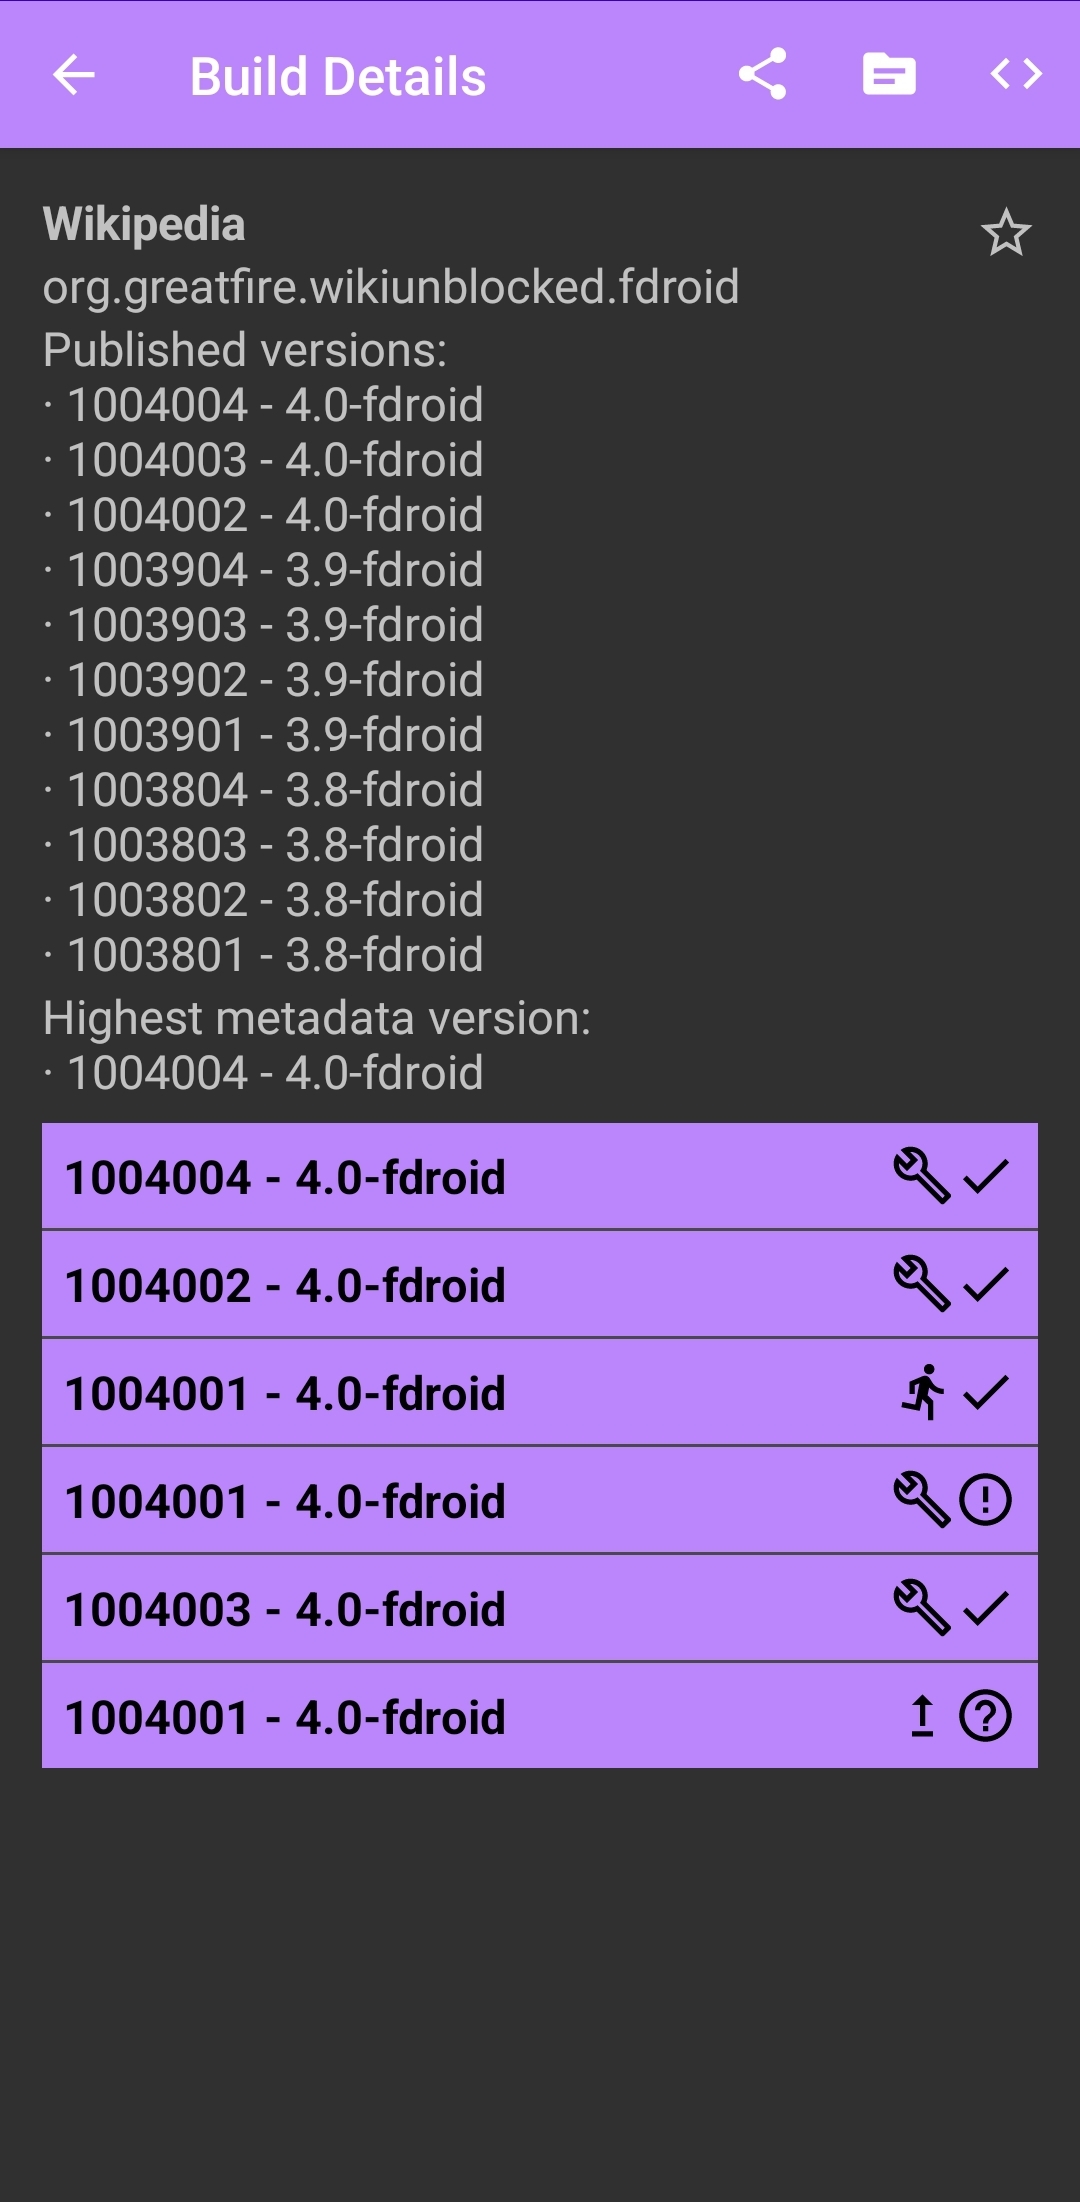 Build Details
Wikipedia
org.greatfire.wikiunblocked.fdroid
Published versions:
· 1004004 - 4.0-fdroid
· 1004003 - 4.0-fdroid
· 1004002 - 4.0-fdroid
· 1003904 - 3.9-fdroid
· 1003903 - 3.9-fdroid
· 1003902 - 3.9-fdroid
· 1003901 - 3.9-fdroid
· 1003804 - 3.8-fdroid
· 1003803 - 3.8-fdroid
· 1003802 - 3.8-fdroid
· 1003801 - 3.8-fdroid
Highest metadata version:
· 1004004 - 4.0-fdroid
1004004 - 4.0-fdroid
1004002 - 4.0-fdroid
1004001 - 4.0-fdroid
1004001 - 4.0-fdroid
1004003 - 4.0-fdroid
1004001 - 4.0-fdroid